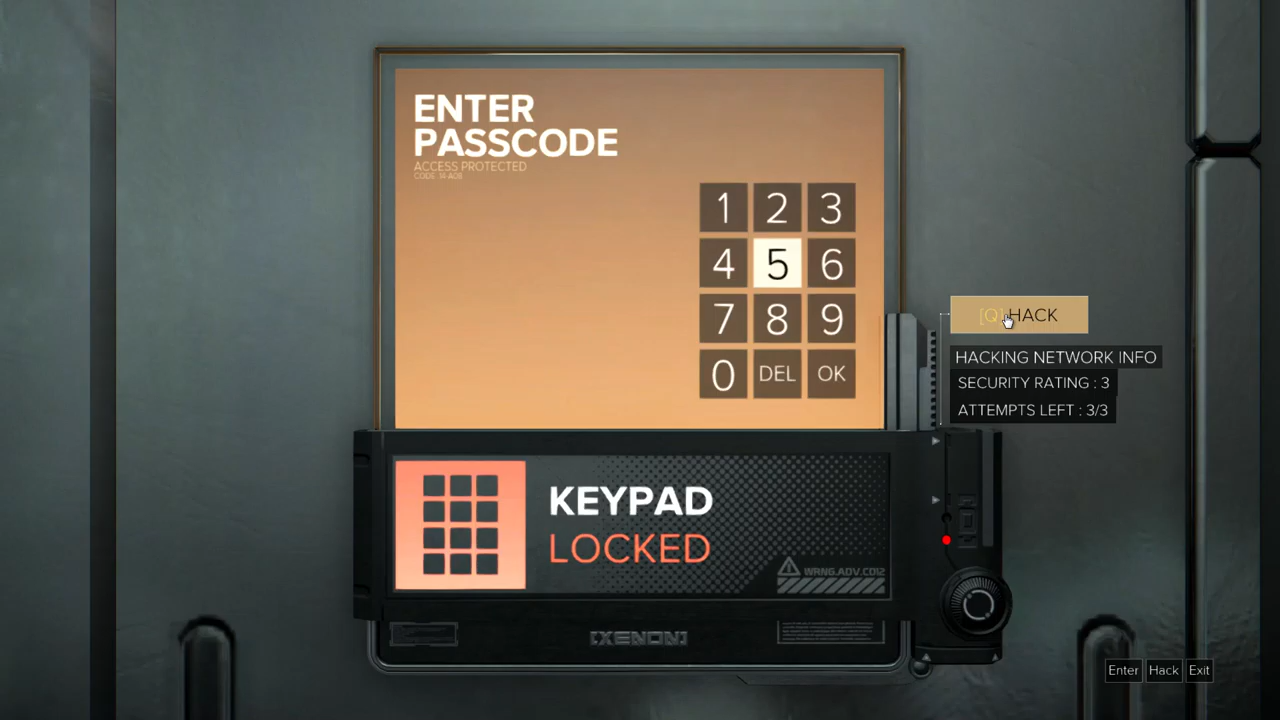 ENTER
PASSCODE
ACCESS PROTECTED
1 2 3
4 5 6
7 8 9
0 DEL OK
[Q] HACK
HACKING NETWORK INFO
SECURITY RATING : 3
ATTEMPTS LEFT : 3/3
KEYPAD
LOCKED
WRNG.ADV.C012
[XENON]
Enter Hack Exit